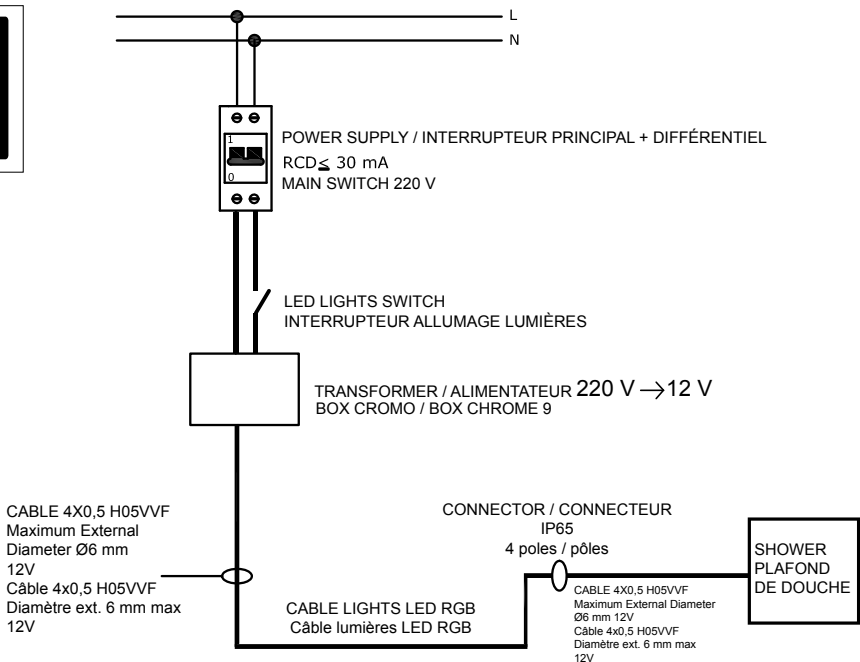 L
N
1
0
POWER SUPPLY / INTERRUPTEUR PRINCIPAL + DIFFÉRENTIEL
RCD≤ 30 mA
MAIN SWITCH 220 V
LED LIGHTS SWITCH
INTERRUPTEUR ALLUMAGE LUMIÈRES
TRANSFORMER / ALIMENTATEUR 220 V →12 V
BOX CROMO / BOX CHROME 9
CABLE 4X0,5 H05VVF
Maximum External
Diameter Ø6 mm
12V
Câble 4x0,5 H05VVF
Diamètre ext. 6 mm max
12V
CABLE LIGHTS LED RGB
Câble lumières LED RGB
CONNECTOR / CONNECTEUR
IP65
4 poles / pôles
CABLE 4X0,5 H05VVF
Maximum External Diameter
Ø6 mm 12V
Câble 4x0,5 H05VVF
Diamètre ext. 6 mm max
12V
SHOWER
PLAFOND
DE DOUCHE